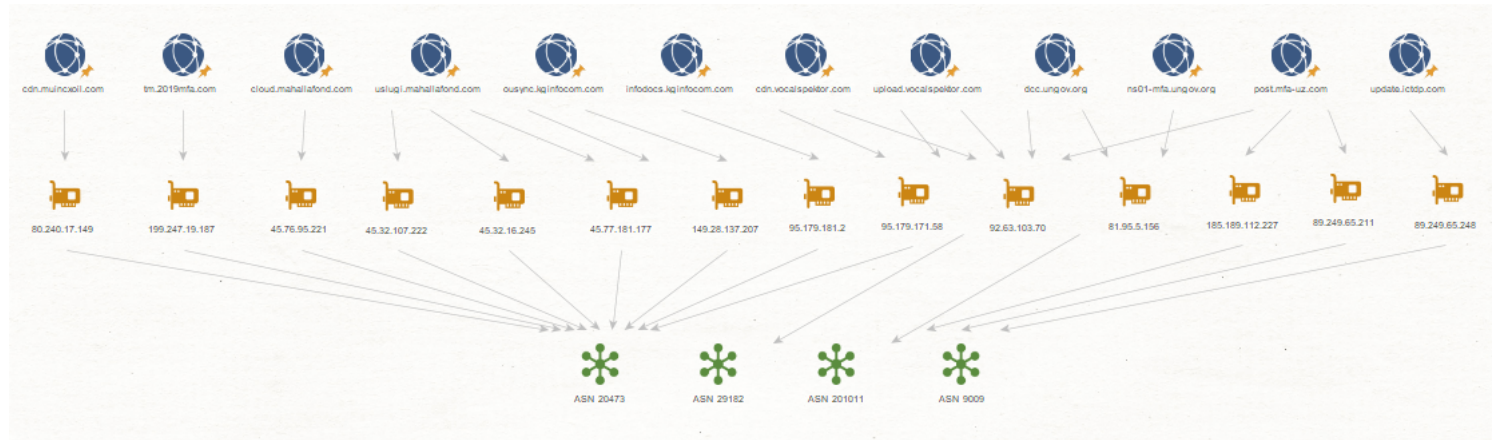 cdn.muincxoil.com
tm.2019mfa.com
cloud.mahallafond.com
uslugi.mahallafond.com
ousync.kginfocom.com
infodocs.kginfocom.com
cdn.vocalspektor.com
upload.vocalspektor.com
dcc.ungov.org
ns01-mfa.ungov.org
post.mfa-uz.com
update.ictdp.com
80.240.17.149
199.247.19.187
45.76.95.221
45.32.107.222
45.32.16.245
45.77.181.177
149.28.137.207
95.179.181.2
95.179.171.58
92.63.103.70
81.95.5.156
185.189.112.227
89.249.65.211
89.249.65.248
ASN 20473
ASN 29182
ASN 201011
ASN 9009